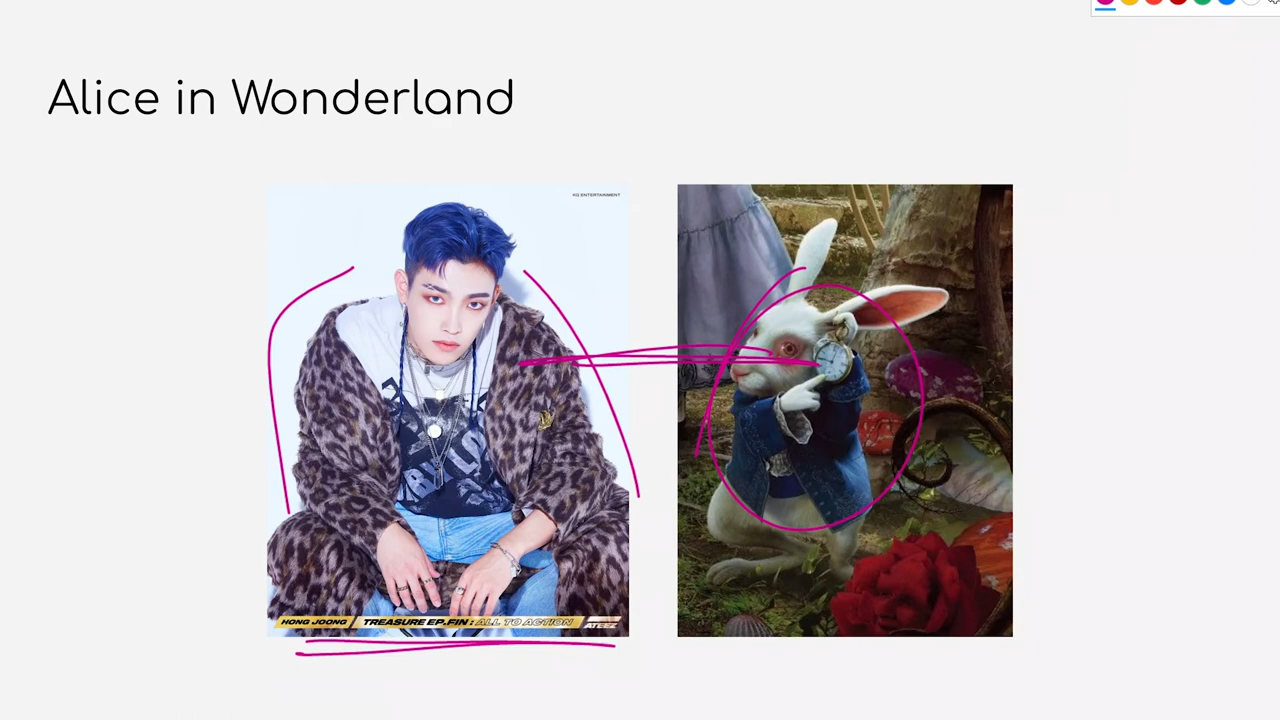 Alice in Wonderland
KQ ENTERTAINMENT
HONG JOONG
TREASURE EP.FIN : ALL TO ACTION
ATEEZ